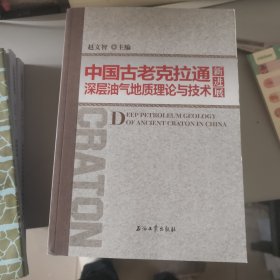 赵文智 ◎主编
中国古老克拉通
深层油气地质理论与技术
新进展
DEEP PETROLEUM GEOLOGY
OF ANCIENT CRATON IN CHINA
CRATON
石油工业出版社